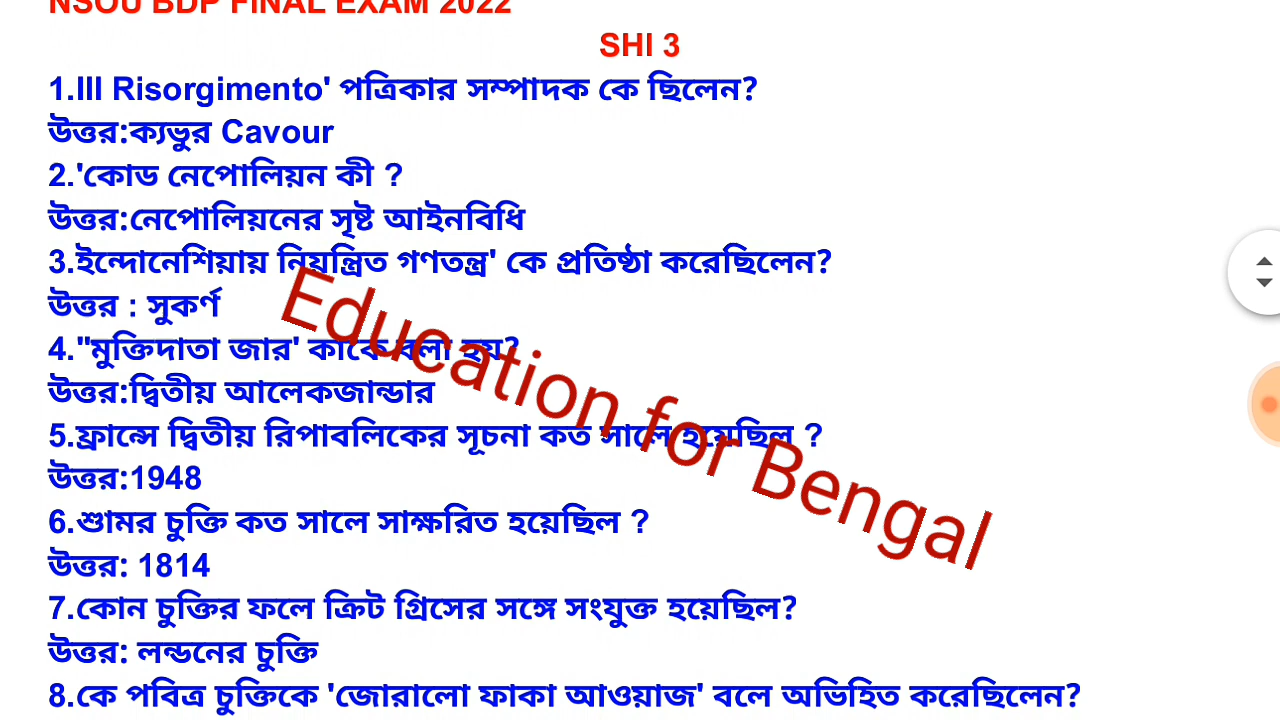 NSOU BDP FINAL EXAM 2022
SHI 3
1.III Risorgimento' পত্রিকার সম্পাদক কে ছিলেন?
উত্তর:ক্যভুর Cavour
2.'কোড নেপোলিয়ন কী ?
উত্তর:নেপোলিয়নের সৃষ্ট আইনবিধি
3.ইন্দোনেশিয়ায় নিয়ন্ত্রিত গণতন্ত্র' কে প্রতিষ্ঠা করেছিলেন?
উত্তর : সুকর্ণ
4."মুক্তিদাতা জার' কাকে বলা হয়?
উত্তর:দ্বিতীয় আলেকজান্ডার
5.ফ্রান্সে দ্বিতীয় রিপাবলিকের সূচনা কত সালে হয়েছিল ?
উত্তর:1948
6.শুামর চুক্তি কত সালে সাক্ষরিত হয়েছিল ?
উত্তর: 1814
7.কোন চুক্তির ফলে ক্রিট গ্রিসের সঙ্গে সংযুক্ত হয়েছিল?
উত্তর: লন্ডনের চুক্তি
8.কে পবিত্র চুক্তিকে 'জোরালো ফাকা আওয়াজ' বলে অভিহিত করেছিলেন?
Education for Bengal